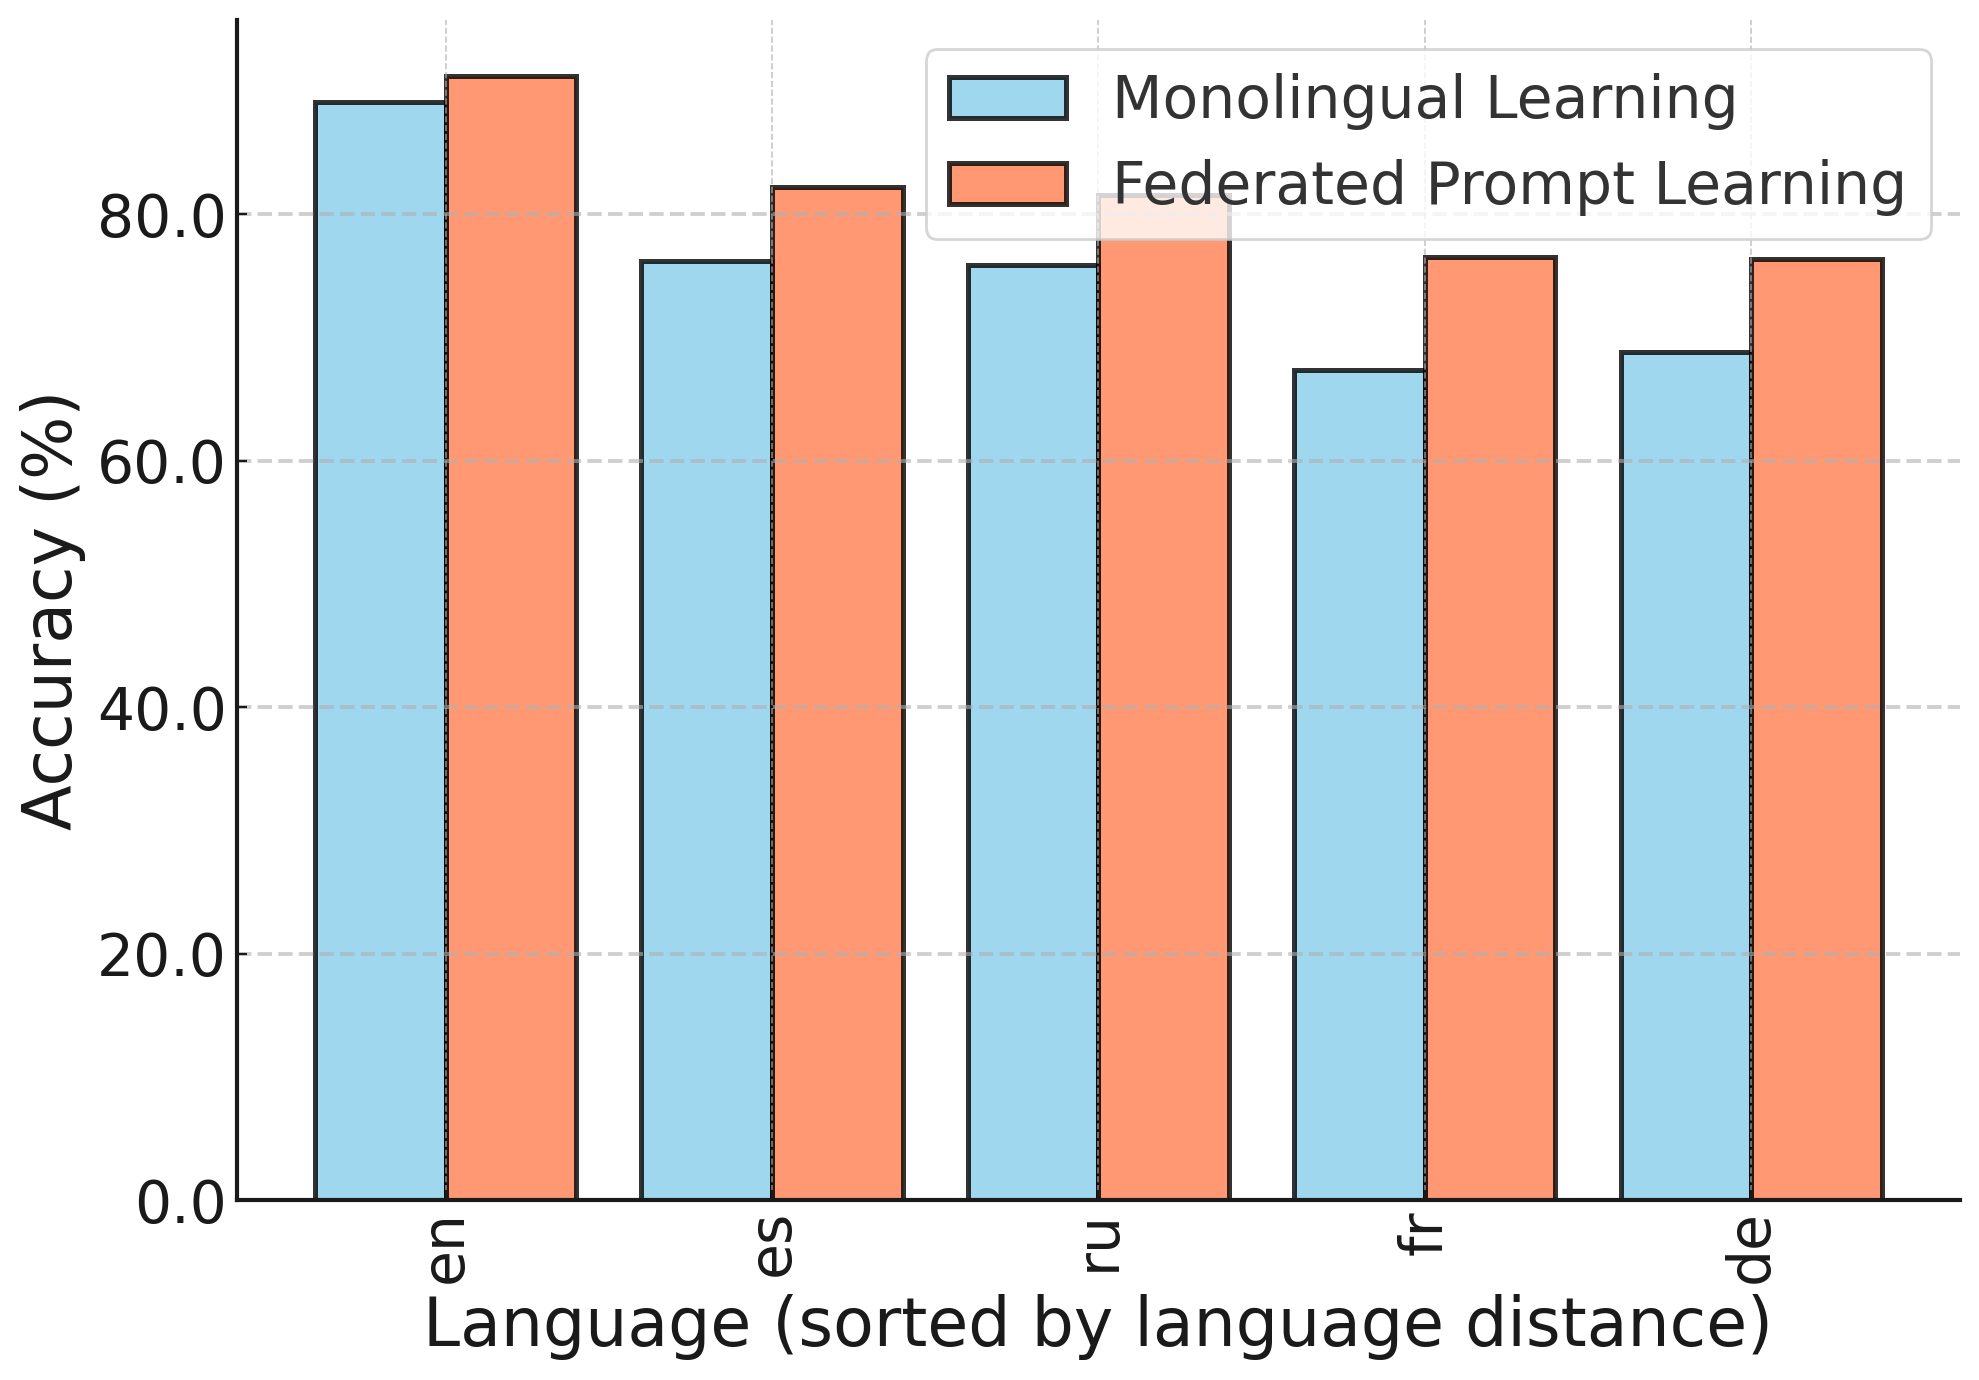 Monolingual Learning
Federated Prompt Learning
Accuracy (%)
80.0
60.0
40.0
20.0
0.0
en
es
ru
fr
de
Language (sorted by language distance)